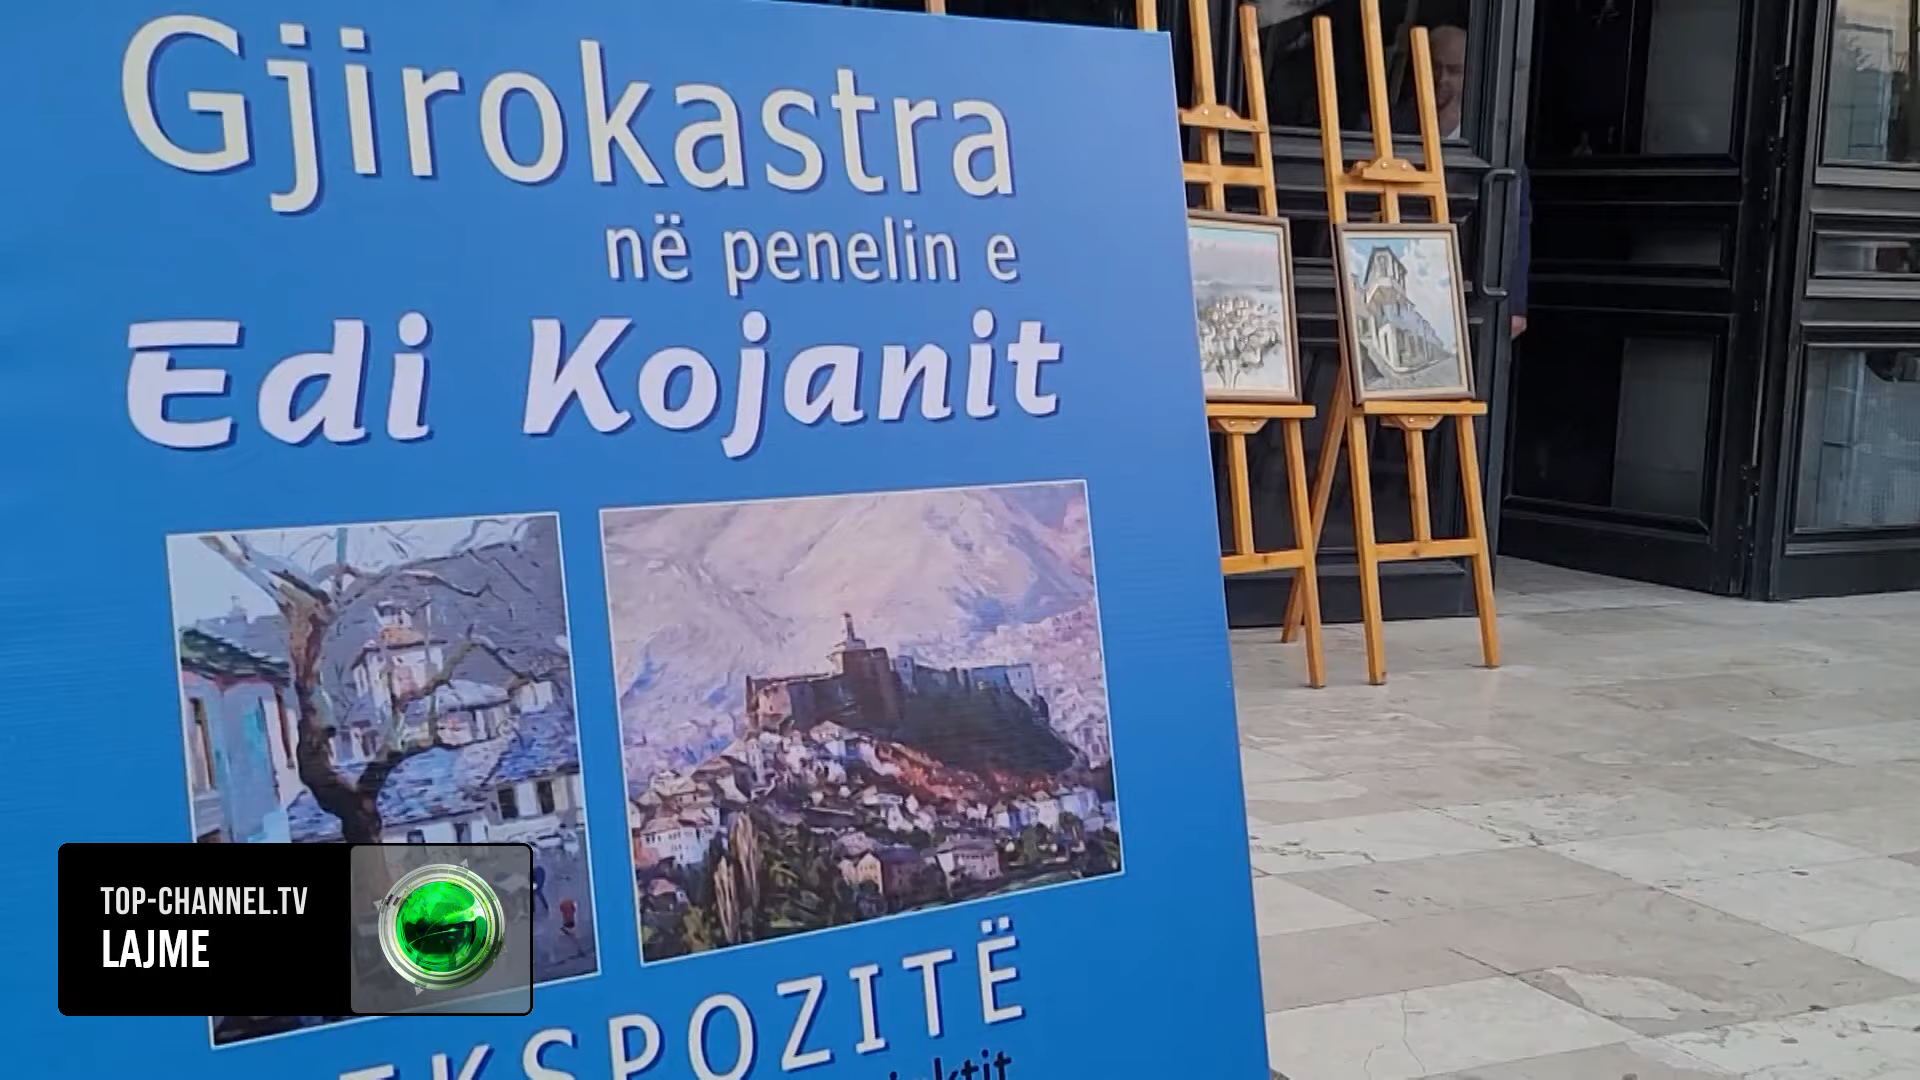 Gjirokastra
në penelin e
Edi Kojanit
EKSPOZITË
TOP-CHANNEL.TV
LAJME